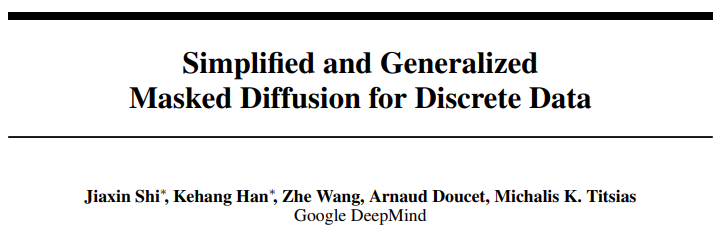 Simplified and Generalized
Masked Diffusion for Discrete Data
Jiaxin Shi*, Kehang Han*, Zhe Wang, Arnaud Doucet, Michalis K. Titsias
Google DeepMind